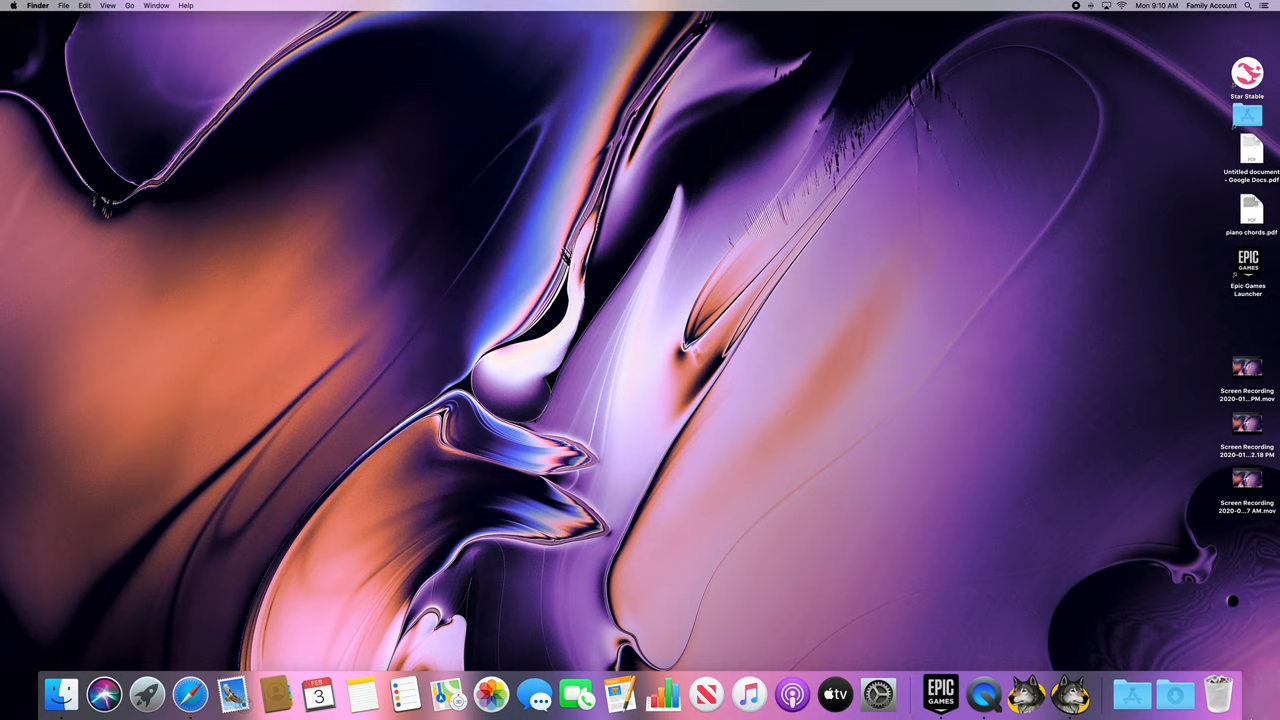 Finder File Edit View Go Window Help
Mon 9:10 AM Family Account
Star Stable
PDF
Untitled document
- Google Docs.pdf
PDF
piano chords.pdf
EPIC
GAMES
Epic Games
Launcher
Screen Recording
2020-01...PM.mov
Screen Recording
2020-01...2.18 PM
Screen Recording
2020-0...7 AM.mov
FEB
3
tv
EPIC
GAMES